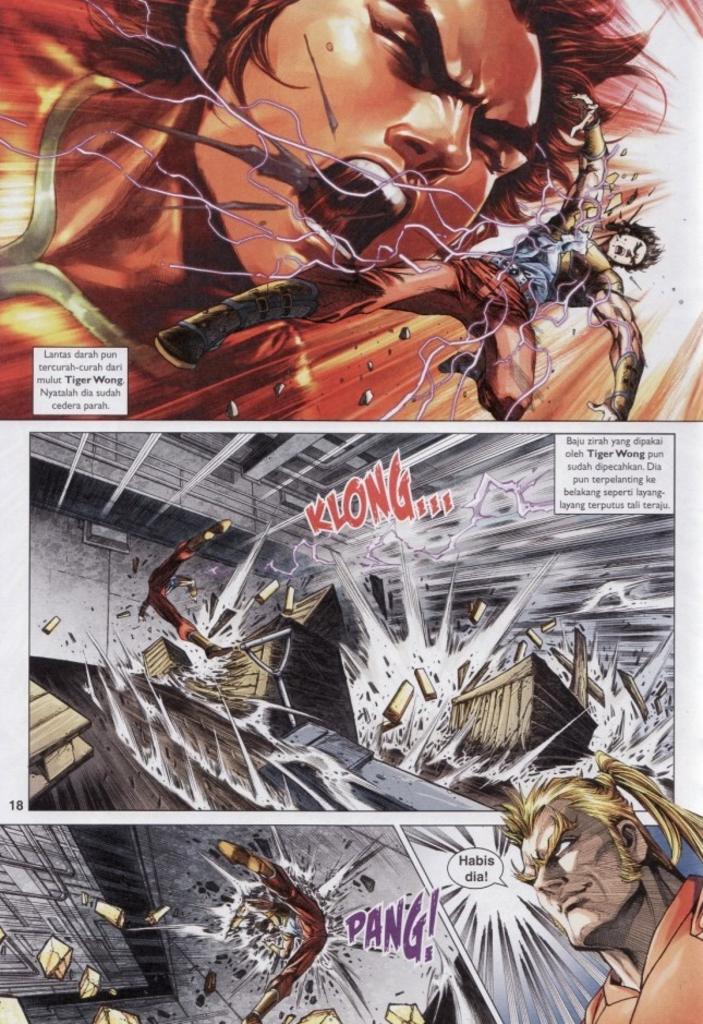 Lantas darah pun
tercurah-curah dari
mulut Tiger Wong.
Nyatalah dia sudah
cedera parah.
Baju zirah yang dipakai
oleh Tiger Wong pun
sudah dipecahkan. Dia
pun terpelanting ke
belakang seperti layang-
layang terputus tali teraju.
KLONG...
18
Habis
dia!
PANG!